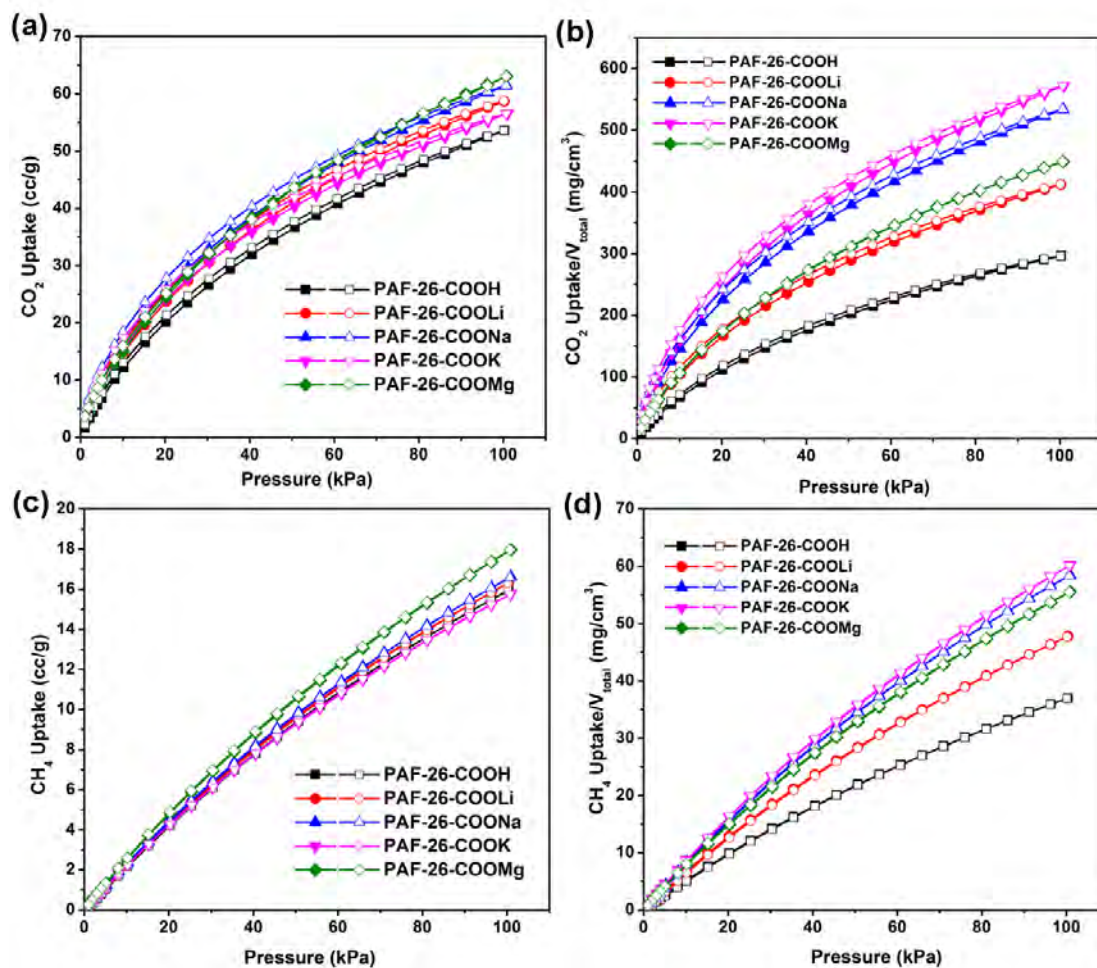 (a)
70
60
50
40
30
20
10
0
CO₂ Uptake (cc/g)
PAF-26-COOH
PAF-26-COOLi
PAF-26-COONa
PAF-26-COOK
PAF-26-COOMg
0 20 40 60 80 100
Pressure (kPa)
(b)
600
500
400
300
200
100
0
CO₂ Uptake/V_total (mg/cm³)
PAF-26-COOH
PAF-26-COOLi
PAF-26-COONa
PAF-26-COOK
PAF-26-COOMg
0 20 40 60 80 100
Pressure (kPa)
(c)
20
18
16
14
12
10
8
6
4
2
0
CH₄ Uptake (cc/g)
PAF-26-COOH
PAF-26-COOLi
PAF-26-COONa
PAF-26-COOK
PAF-26-COOMg
0 20 40 60 80 100
Pressure (kPa)
(d)
70
60
50
40
30
20
10
0
CH₄ Uptake/V_total (mg/cm³)
PAF-26-COOH
PAF-26-COOLi
PAF-26-COONa
PAF-26-COOK
PAF-26-COOMg
0 20 40 60 80 100
Pressure (kPa)